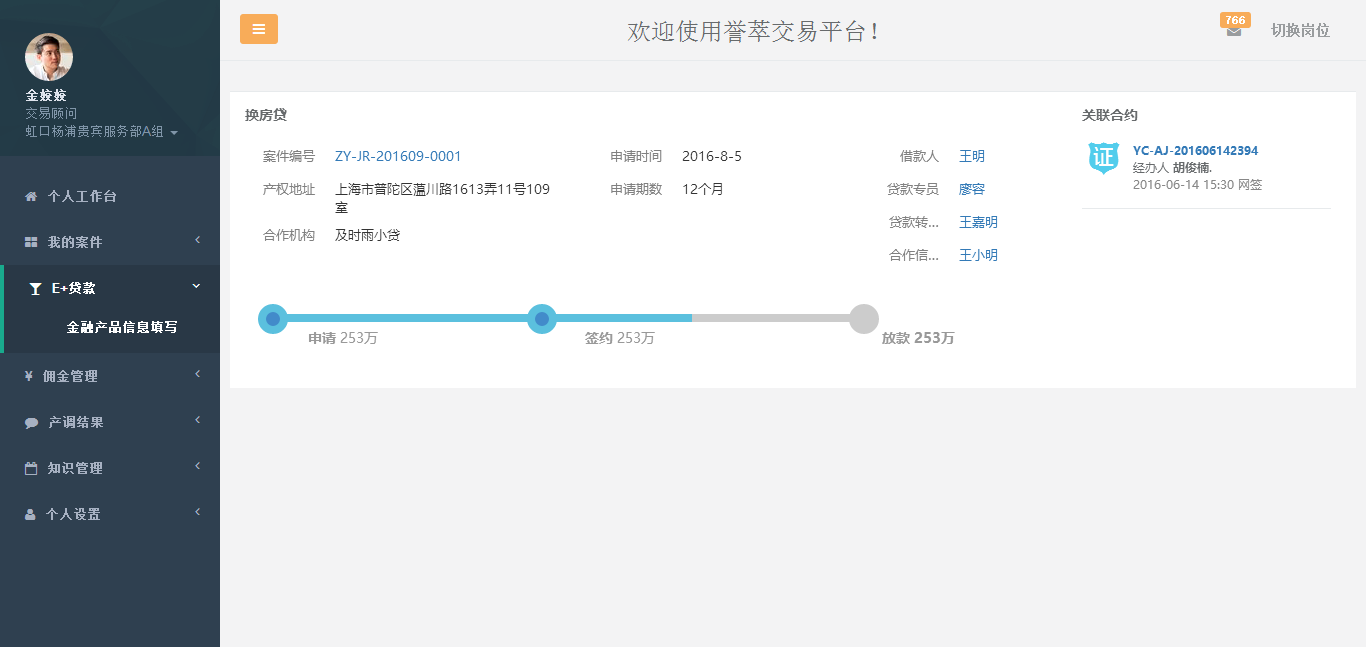 金姣姣
交易顾问
虹口杨浦贵宾服务部A组
个人工作台
我的案件
E+贷款
金融产品信息填写
¥ 佣金管理
产调结果
知识管理
个人设置
欢迎使用誉萃交易平台！
766
切换岗位
换房贷
案件编号 ZY-JR-201609-0001
申请时间 2016-8-5
借款人 王明
产权地址 上海市普陀区蕰川路1613弄11号109
室
申请期数 12个月
贷款专员 廖容
合作机构 及时雨小贷
贷款转... 王嘉明
合作信... 王小明
申请 253万
签约 253万
放款 253万
关联合约
证
YC-AJ-201606142394
经办人 胡俊楠.
2016-06-14 15:30 网签